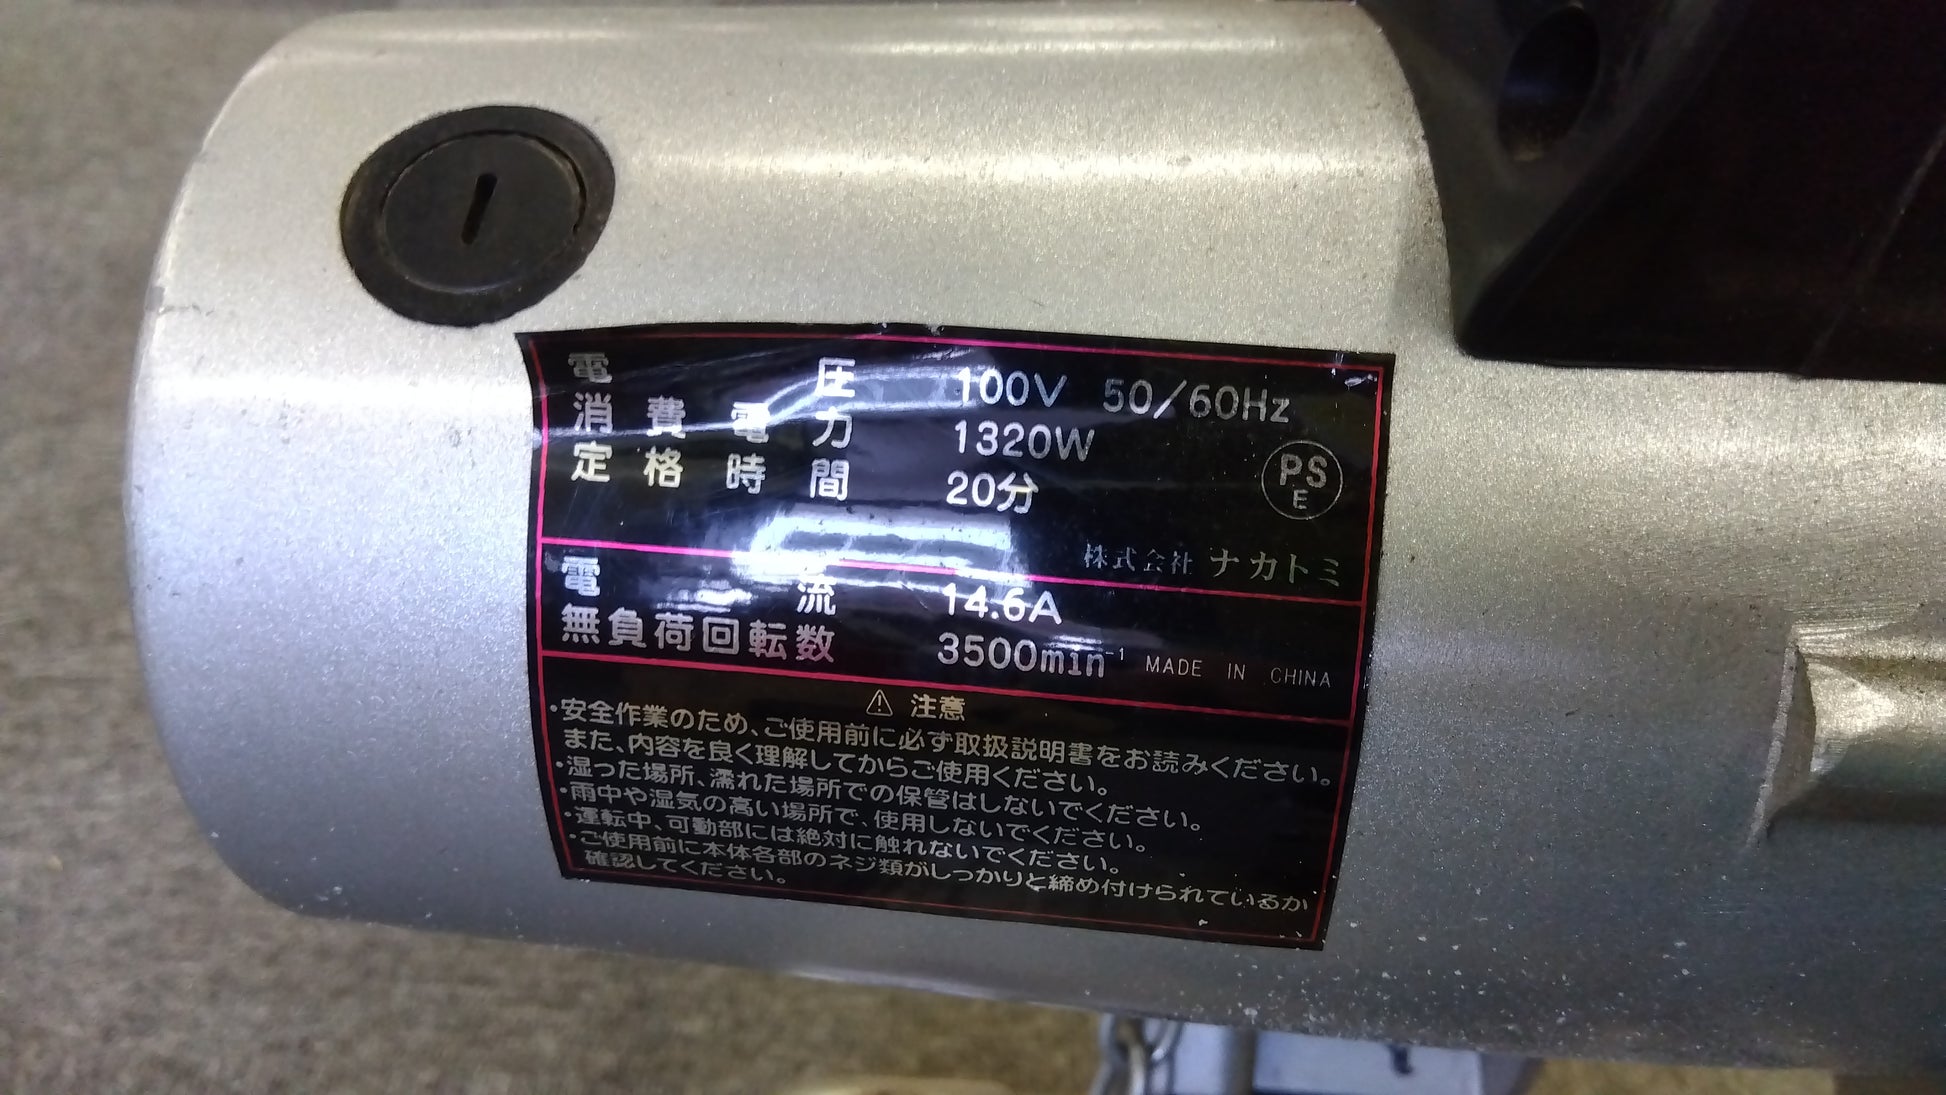 電圧 100V 50/60Hz
消費電力 1320W
定格時間 20分
PS
E
株式会社 ナカトミ
電流 14.6A
無負荷回転数 3500min⁻¹ MADE IN CHINA
⚠ 注意
・安全作業のため、ご使用前に必ず取扱説明書をお読みください。
また、内容を良く理解してからご使用ください。
・湿った場所、濡れた場所での保管はしないでください。
・雨中や湿気の高い場所で、使用しないでください。
・運転中、可動部には絶対に触れないでください。
・ご使用前に本体各部のネジ類がしっかりと締め付けられているか
確認してください。